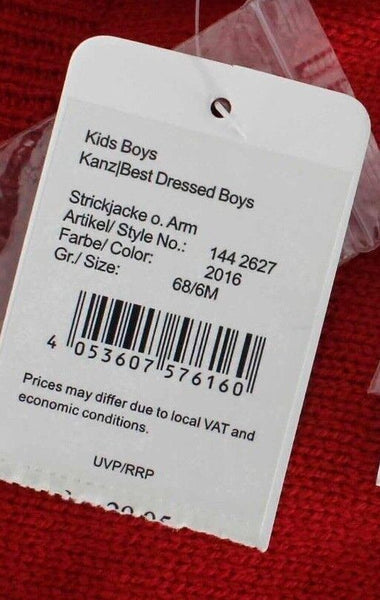 Kids Boys
Kanz|Best Dressed Boys
Strickjacke o. Arm
Artikel/ Style No.: 144 2627
Farbe/ Color: 2016
Gr./ Size: 68/6M
4 053607 576160
Prices may differ due to local VAT and
economic conditions.
UVP/RRP